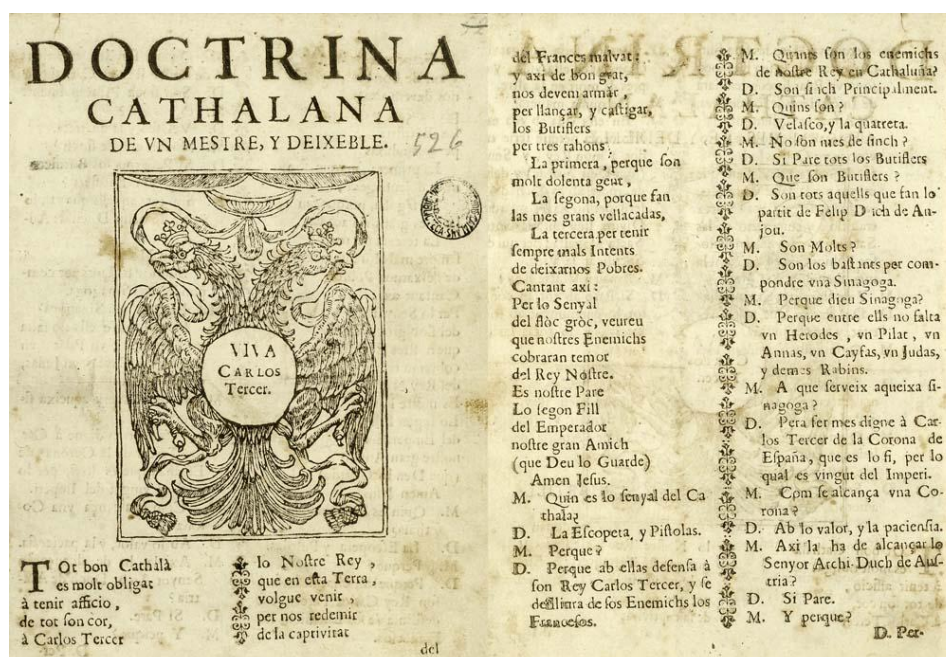 DOCTRINA
CATHALANA
DE VN MESTRE, Y DEIXEBLE.
526
VIVA
CARLOS
Tercer.
TOt bon Cathalà
es molt obligat
à tenir afficio,
de tot ſon cor,
à Carlos Tercer
lo Noſtre Rey,
que en eſta Terra,
volgue venir,
per nos redemir
de la captivitat
del
del Frances malvat:
y axi de bon grat,
nos devem armar,
per llançar, y caſtigar,
los Butiflers
per tres rahons.
La primera, perque ſon
molt dolenta gent,
La ſegona, porque fan
las mes grans vellacadas,
La tercera per tenir
ſempre mals Intents
de deixarnos Pobres.
Cantant axi:
Per lo Senyal
del flòc gròc, veureu
que noſtres Enemichs
cobraran temor
del Rey Noſtre.
Es noſtre Pare
Lo ſegon Fill
del Emperador
noſtre gran Amich
(que Deu lo Guarde)
Amen Jeſus.
M. Quin es lo ſenyal del Ca
thala?
D. La Eſcopeta, y Piſtolas.
M. Perque?
D. Perque ab ellas defenſa à
ſon Rey Carlos Tercer, y ſe
deslliura de ſos Enemichs los
Franceſos.
M. Quints ſon los enemichs
de noſtre Rey en Cathaluña?
D. Son ſinch Principalment.
M. Quins ſon?
D. Velaſco, y la quatreta.
M. No ſon mes de ſinch?
D. Si Pare tots los Butiflers
M. Que ſon Butiflers?
D. Son tots aquells que fan lo
partit de Felip Dich de An-
jou.
M. Son Molts?
D. Son los baſtants per com-
pondre vna Sinagoga.
M. Perque dieu Sinagoga?
D. Perque entre ells no falta
vn Herodes, vn Pilat, vn
Annas, vn Cayfas, vn Judas,
y demes Rabins.
M. A que ſerveix aqueixa ſi-
nagoga?
D. Pera fer mes digne à Car-
los Tercer de la Corona de
Eſpaña, que es lo fi, per lo
qual es vingut del Imperi.
M. Com ſe alcança vna Co-
rona?
D. Ab lo valor, y la pacienſia.
M. Axi la ha de alcançar lo
Senyor Archi-Duch de Auſ-
tria?
D. Si Pare.
M. Y perque?
D. Per-